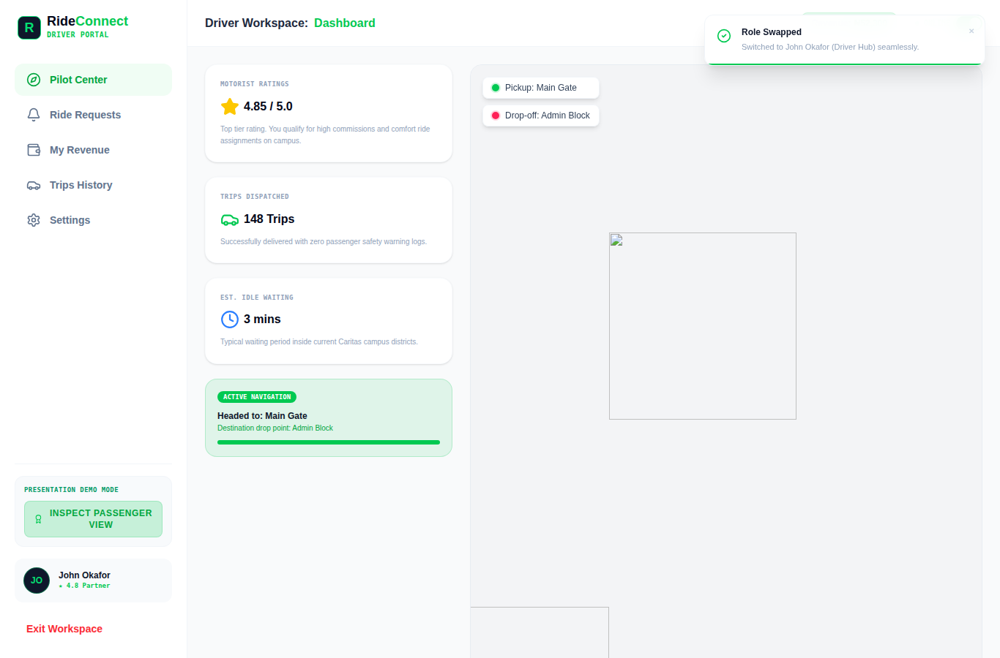 R
RideConnect
DRIVER PORTAL
Pilot Center
Ride Requests
My Revenue
Trips History
Settings
PRESENTATION DEMO MODE
INSPECT PASSENGER
VIEW
JO
John Okafor
★ 4.8 Partner
Exit Workspace
Driver Workspace: Dashboard
Role Swapped
×
Switched to John Okafor (Driver Hub) seamlessly.
MOTORIST RATINGS
4.85 / 5.0
Top tier rating. You qualify for high commissions and comfort ride
assignments on campus.
TRIPS DISPATCHED
148 Trips
Successfully delivered with zero passenger safety warning logs.
EST. IDLE WAITING
3 mins
Typical waiting period inside current Caritas campus districts.
ACTIVE NAVIGATION
Headed to: Main Gate
Destination drop point: Admin Block
Pickup: Main Gate
Drop-off: Admin Block